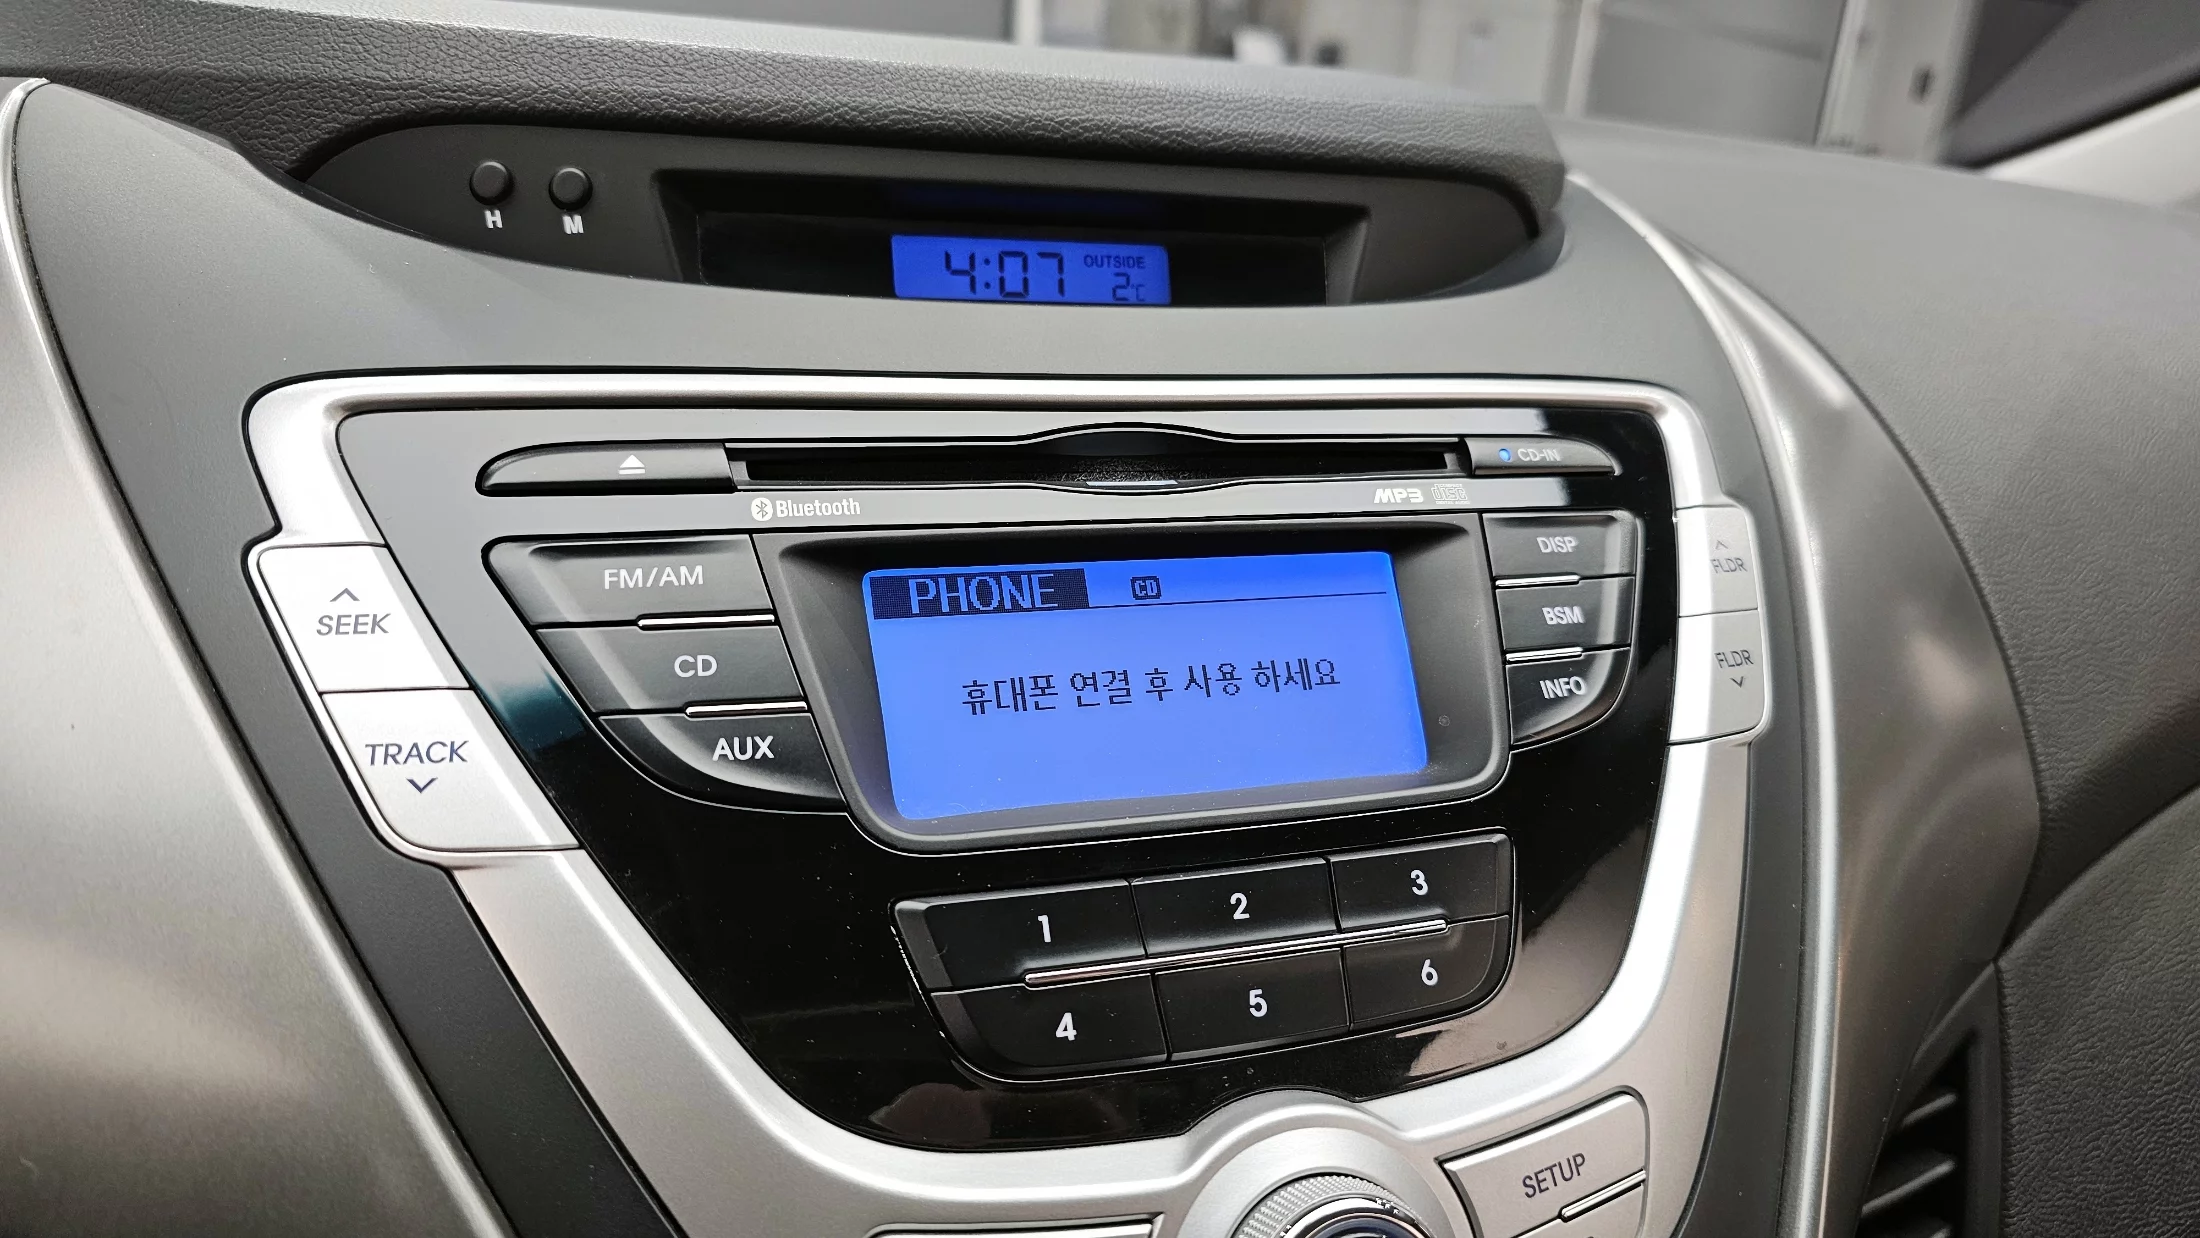 H M
4:07 OUTSIDE
2°C
CD-IN
Bluetooth MP3
FM/AM
CD
AUX
SEEK
TRACK
PHONE CD
휴대폰 연결 후 사용 하세요
DISP
BSM
INFO
FLDR
FLDR
1 2 3
4 5 6
SETUP